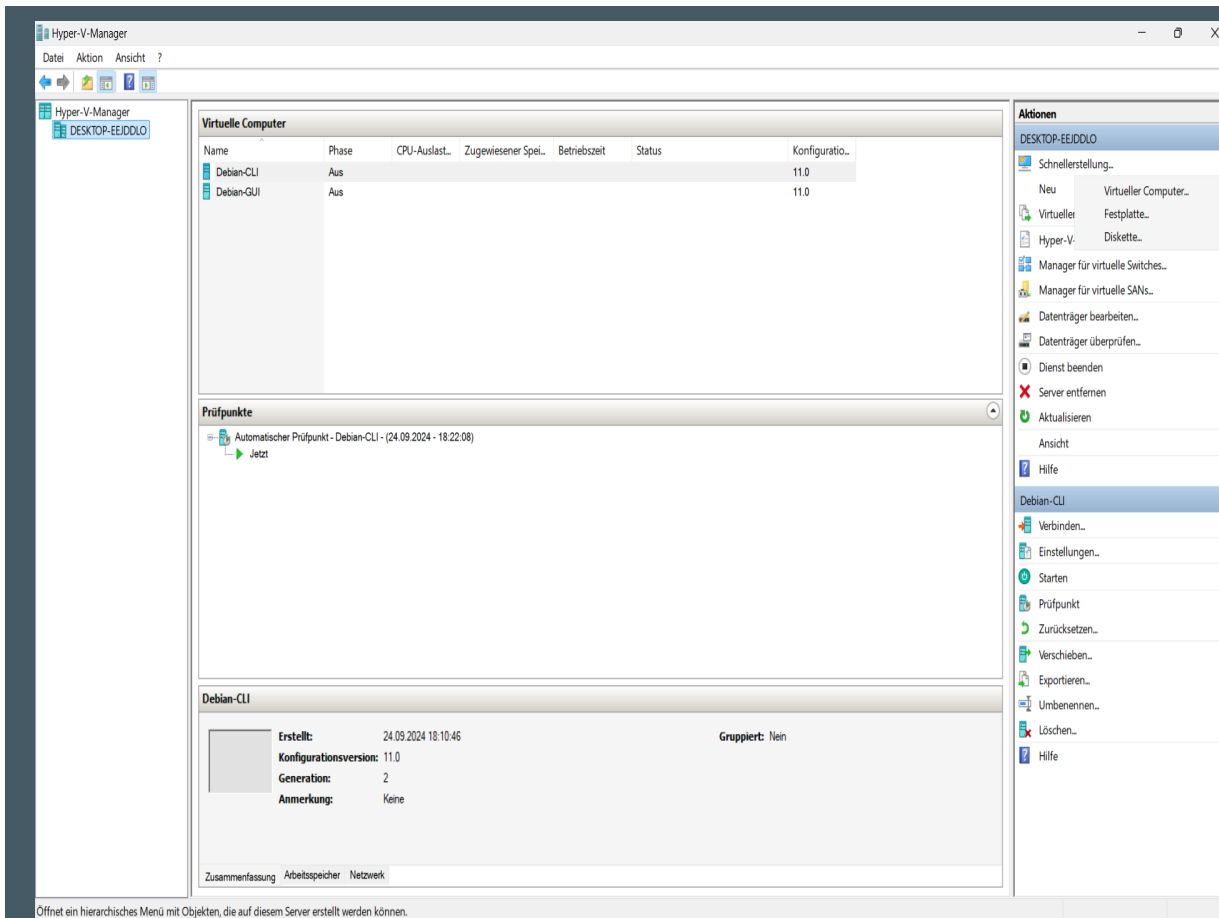 Hyper-V-Manager
Datei Aktion Ansicht ?
Hyper-V-Manager
DESKTOP-EEJDDLO
Virtuelle Computer
Name Phase CPU-Auslast... Zugewiesener Spei... Betriebszeit Status Konfiguratio...
Debian-CLI Aus 11.0
Debian-GUI Aus 11.0
Prüfpunkte
Automatischer Prüfpunkt - Debian-CLI - (24.09.2024 - 18:22:08)
Jetzt
Debian-CLI
Erstellt: 24.09.2024 18:10:46 Gruppiert: Nein
Konfigurationsversion: 11.0
Generation: 2
Anmerkung: Keine
Zusammenfassung Arbeitsspeicher Netzwerk
Aktionen
DESKTOP-EEJDDLO
Schnellerstellung...
Neu
Virtueller Computer...
Festplatte...
Diskette...
Virtueller
Hyper-V-
Manager für virtuelle Switches...
Manager für virtuelle SANs...
Datenträger bearbeiten...
Datenträger überprüfen...
Dienst beenden
Server entfernen
Aktualisieren
Ansicht
Hilfe
Debian-CLI
Verbinden...
Einstellungen...
Starten
Prüfpunkt
Zurücksetzen...
Verschieben...
Exportieren...
Umbenennen...
Löschen...
Hilfe
Öffnet ein hierarchisches Menü mit Objekten, die auf diesem Server erstellt werden können.